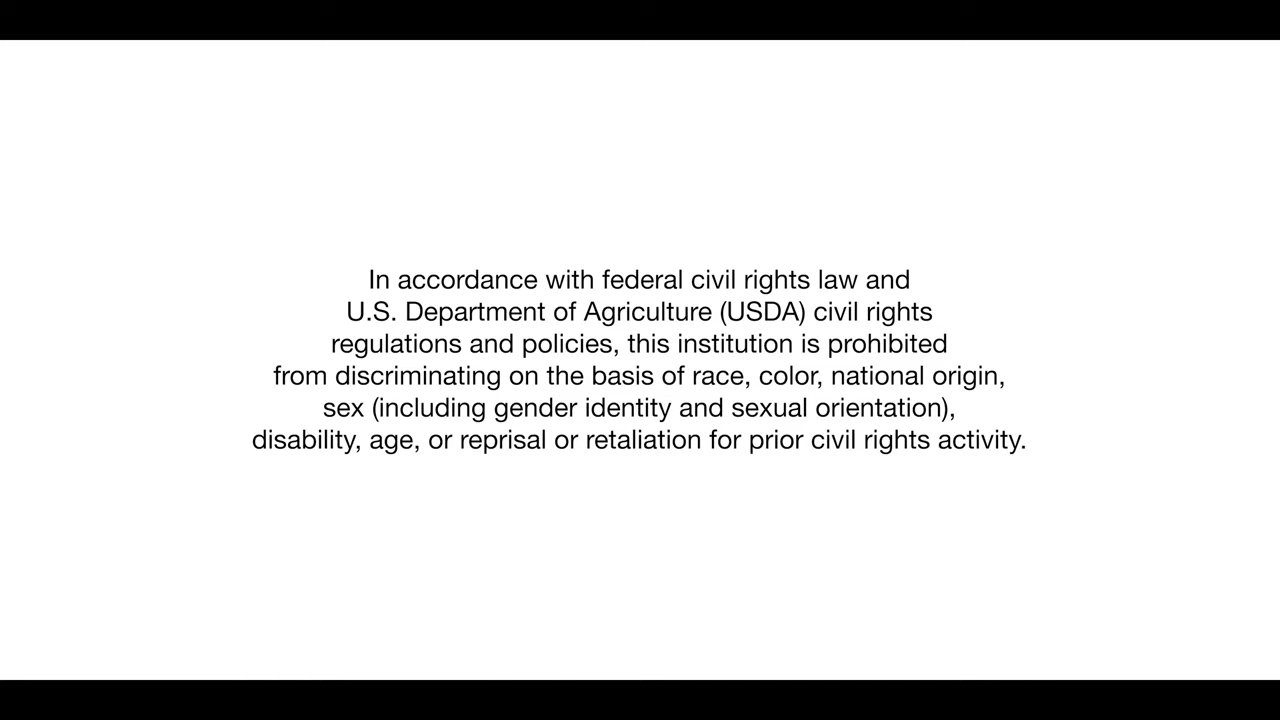 In accordance with federal civil rights law and
U.S. Department of Agriculture (USDA) civil rights
regulations and policies, this institution is prohibited
from discriminating on the basis of race, color, national origin,
sex (including gender identity and sexual orientation),
disability, age, or reprisal or retaliation for prior civil rights activity.